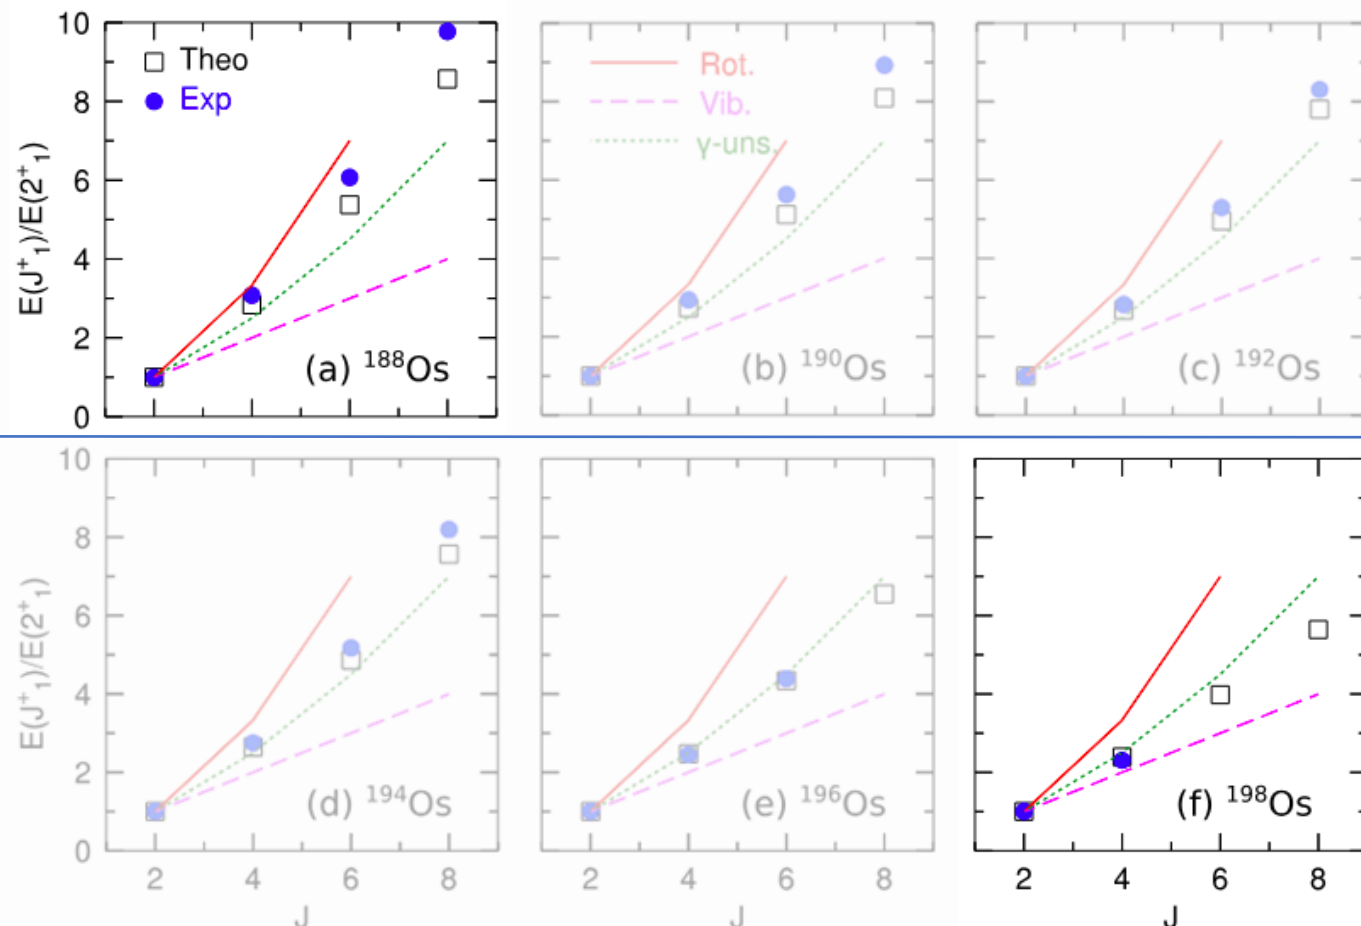 10
8
6
4
2
0
E(J⁺₁)/E(2⁺₁)
Theo
Exp
(a) ¹⁸⁸Os
Rot.
Vib.
γ-uns.
(b) ¹⁹⁰Os
(c) ¹⁹²Os
10
8
6
4
2
0
E(J⁺₁)/E(2⁺₁)
(d) ¹⁹⁴Os
2 4 6 8
J
(e) ¹⁹⁶Os
2 4 6 8
J
(f) ¹⁹⁸Os
2 4 6 8
J